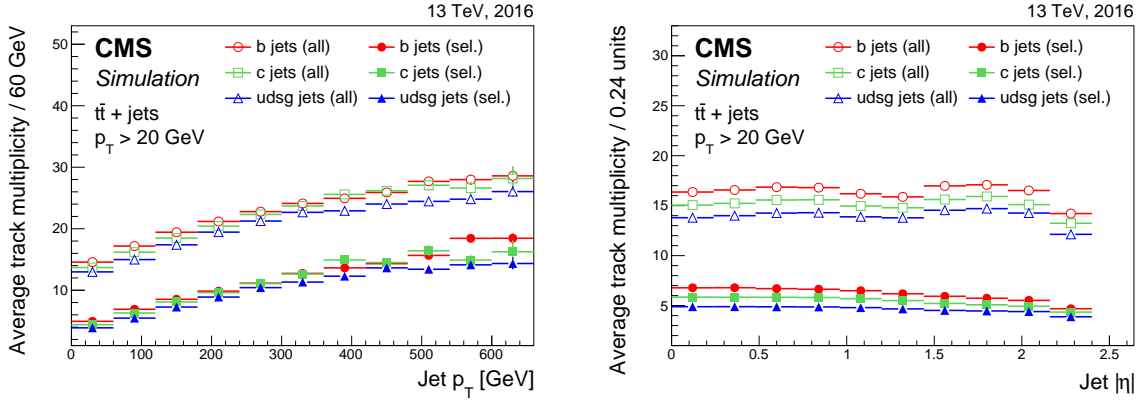 13 TeV, 2016
Average track multiplicity / 60 GeV
CMS
Simulation
tt̄ + jets
p_T > 20 GeV
b jets (all)
b jets (sel.)
c jets (all)
c jets (sel.)
udsg jets (all)
udsg jets (sel.)
50
40
30
20
10
0 100 200 300 400 500 600
Jet p_T [GeV]
13 TeV, 2016
Average track multiplicity / 0.24 units
CMS
Simulation
tt̄ + jets
p_T > 20 GeV
b jets (all)
b jets (sel.)
c jets (all)
c jets (sel.)
udsg jets (all)
udsg jets (sel.)
30
25
20
15
10
5
0 0.5 1 1.5 2 2.5
Jet |η|